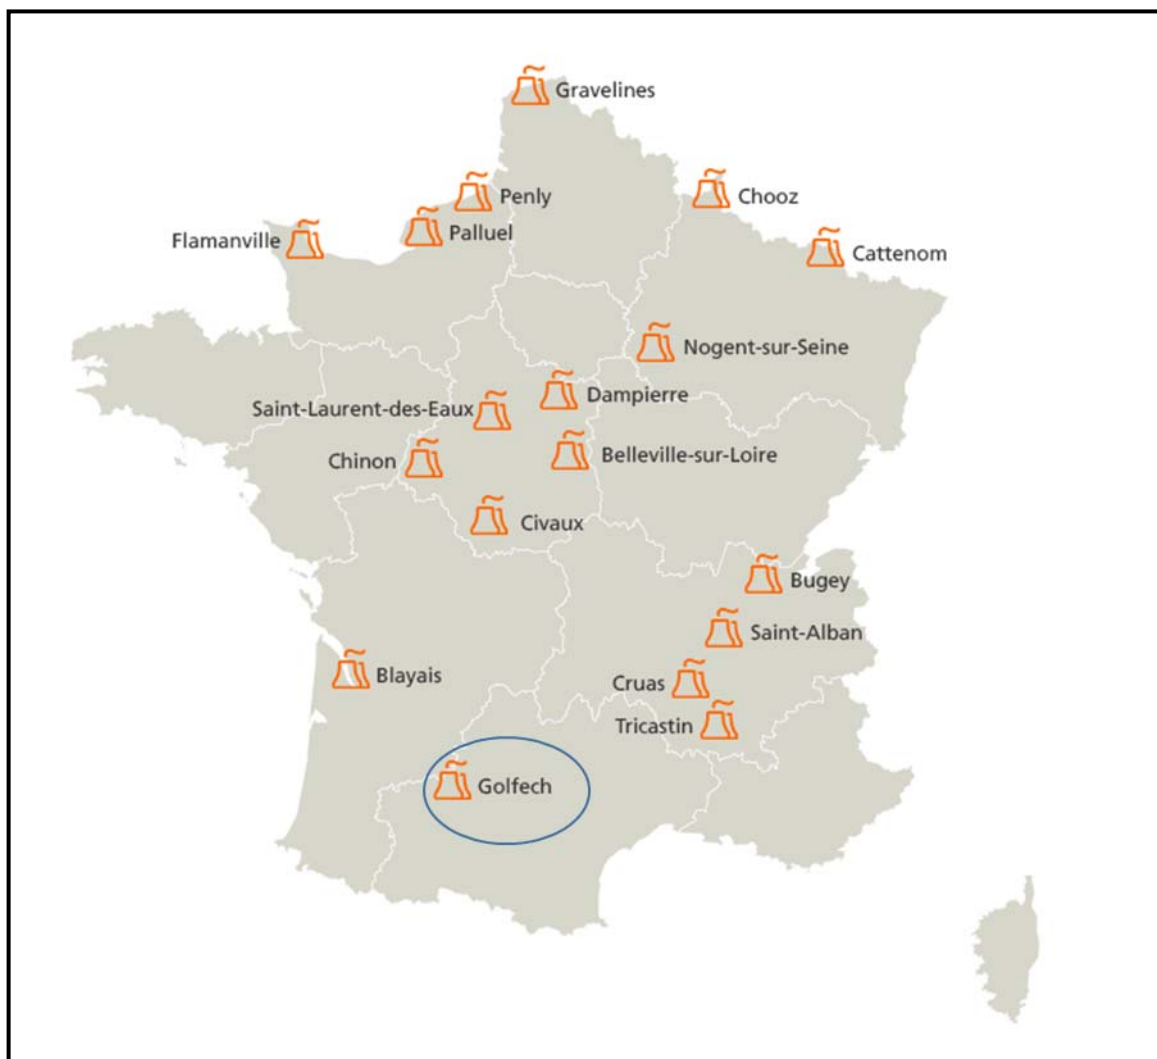 Gravelines
Penly
Chooz
Palluel
Flamanville
Cattenom
Nogent-sur-Seine
Dampierre
Saint-Laurent-des-Eaux
Belleville-sur-Loire
Chinon
Civaux
Bugey
Saint-Alban
Blayais
Cruas
Tricastin
Golfech